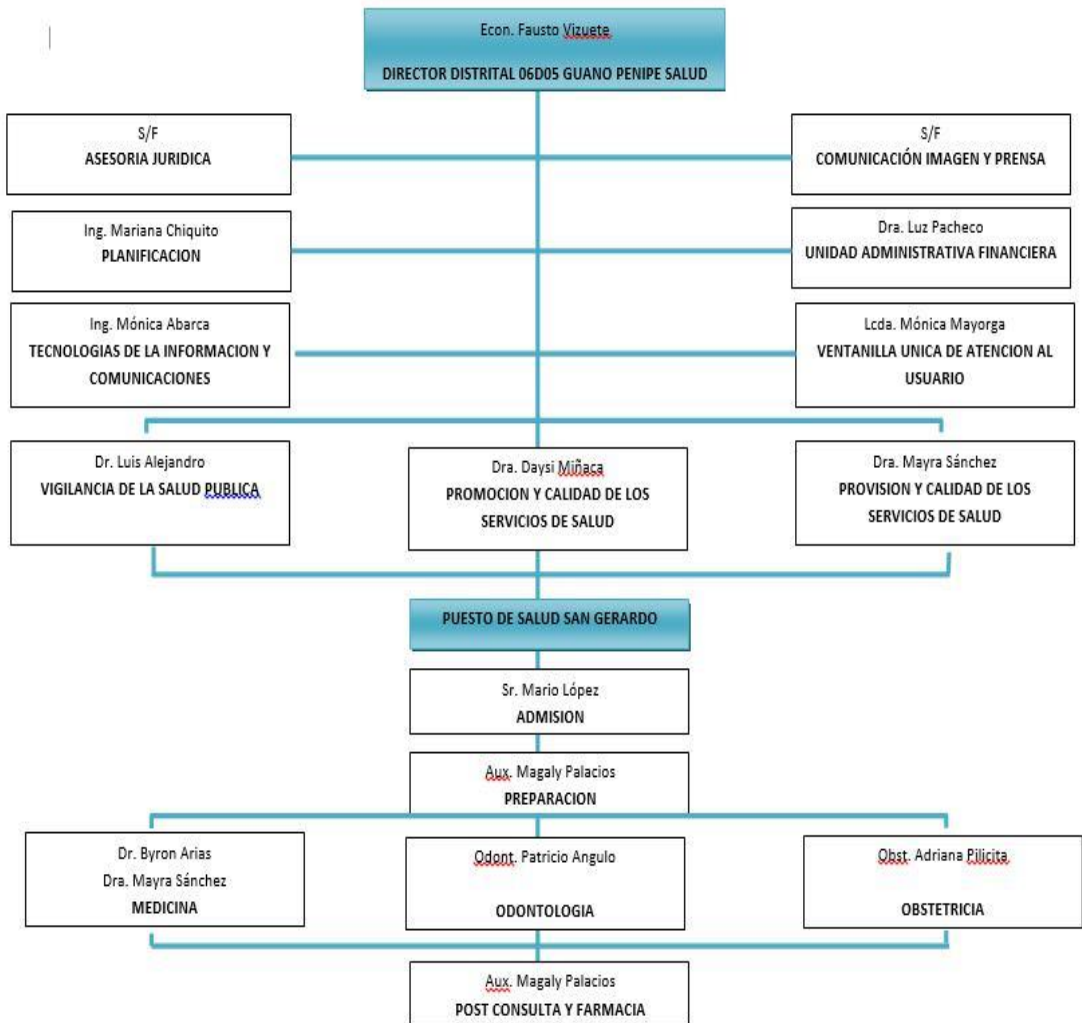 Econ. Fausto Vizuete
DIRECTOR DISTRITAL 06D05 GUANO PENIPE SALUD
S/F
ASESORIA JURIDICA
S/F
COMUNICACIÓN IMAGEN Y PRENSA
Ing. Mariana Chiquito
PLANIFICACION
Dra. Luz Pacheco
UNIDAD ADMINISTRATIVA FINANCIERA
Ing. Mónica Abarca
TECNOLOGIAS DE LA INFORMACION Y
COMUNICACIONES
Lcda. Mónica Mayorga
VENTANILLA UNICA DE ATENCION AL
USUARIO
Dr. Luis Alejandro
VIGILANCIA DE LA SALUD PUBLICA
Dra. Daysi Miñaca
PROMOCION Y CALIDAD DE LOS
SERVICIOS DE SALUD
Dra. Mayra Sánchez
PROVISION Y CALIDAD DE LOS
SERVICIOS DE SALUD
PUESTO DE SALUD SAN GERARDO
Sr. Mario López
ADMISION
Aux. Magaly Palacios
PREPARACION
Dr. Byron Arias
Dra. Mayra Sánchez
MEDICINA
Odont. Patricio Angulo
ODONTOLOGIA
Obst. Adriana Pilicita
OBSTETRICIA
Aux. Magaly Palacios
POST CONSULTA Y FARMACIA